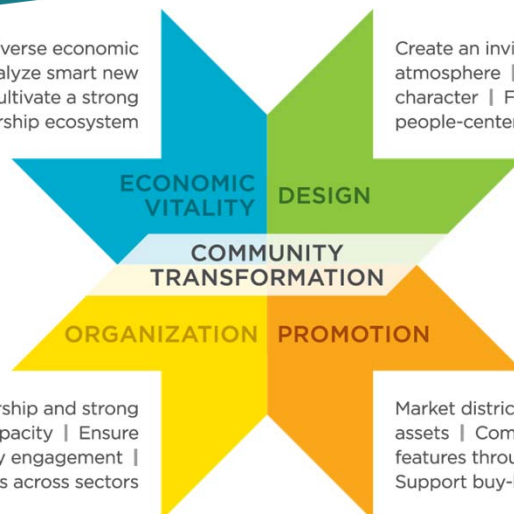 verse economic
alyze smart new
ultivate a strong
rship ecosystem
Create an invi
atmosphere |
character | F
people-center
ECONOMIC
VITALITY
DESIGN
COMMUNITY
TRANSFORMATION
ORGANIZATION
PROMOTION
rship and strong
pacity | Ensure
y engagement |
s across sectors
Market distric
assets | Com
features throu
Support buy-